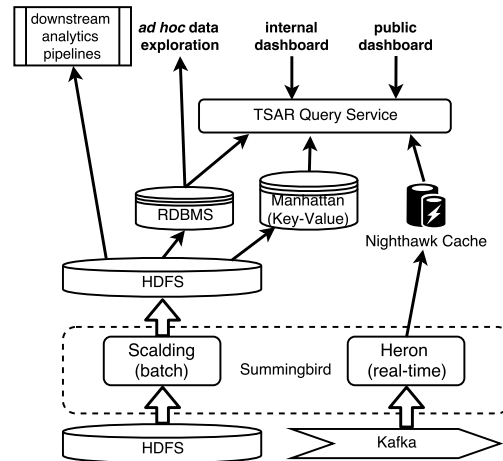 downstream
analytics
pipelines
ad hoc data
exploration
internal
dashboard
public
dashboard
TSAR Query Service
RDBMS
Manhattan
(Key-Value)
Nighthawk Cache
HDFS
Scalding
(batch)
Summingbird
Heron
(real-time)
HDFS
Kafka